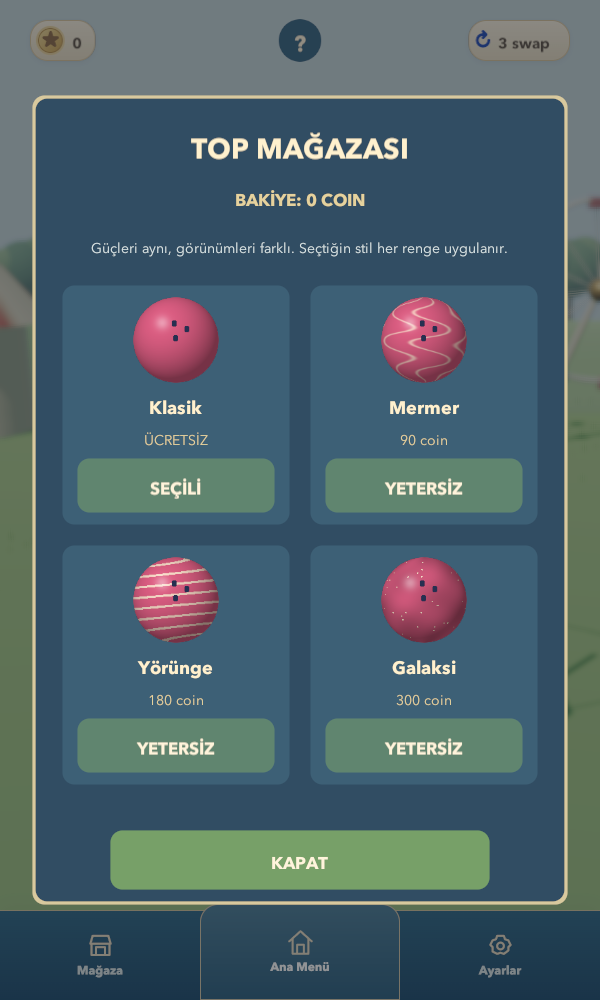 0
?
3 swap
TOP MAĞAZASI
BAKİYE: 0 COIN
Güçleri aynı, görünümleri farklı. Seçtiğin stil her renge uygulanır.
Klasik
ÜCRETSİZ
SEÇİLİ
Mermer
90 coin
YETERSİZ
Yörünge
180 coin
YETERSİZ
Galaksi
300 coin
YETERSİZ
KAPAT
Mağaza
Ana Menü
Ayarlar